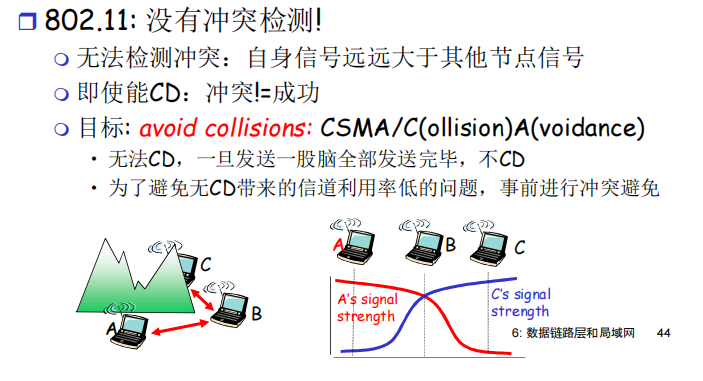 802.11: 没有冲突检测!
无法检测冲突：自身信号远远大于其他节点信号
即使能CD：冲突!=成功
目标: avoid collisions: CSMA/C(ollision)A(voidance)
• 无法CD，一旦发送一股脑全部发送完毕，不CD
• 为了避免无CD带来的信道利用率低的问题，事前进行冲突避免
C
B
A
A
B
C
A's signal
strength
C's signal
strength
6: 数据链路层和局域网 44